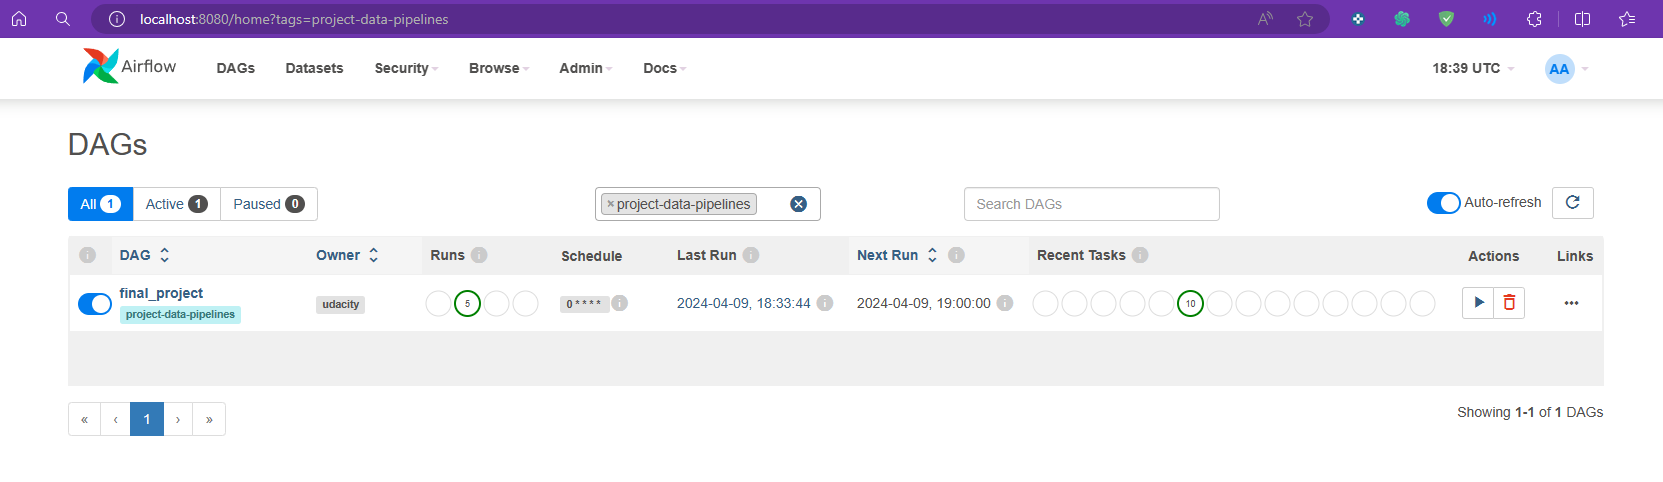 localhost:8080/home?tags=project-data-pipelines
Airflow DAGs Datasets Security Browse Admin Docs 18:39 UTC AA
DAGs
All 1 Active 1 Paused 0 × project-data-pipelines Search DAGs Auto-refresh
i DAG Owner Runs i Schedule Last Run i Next Run i Recent Tasks i Actions Links
final_project
udacity 5 0 * * * * i 2024-04-09, 18:33:44 i 2024-04-09, 19:00:00 i 10 •••
project-data-pipelines
« ‹ 1 › » Showing 1-1 of 1 DAGs